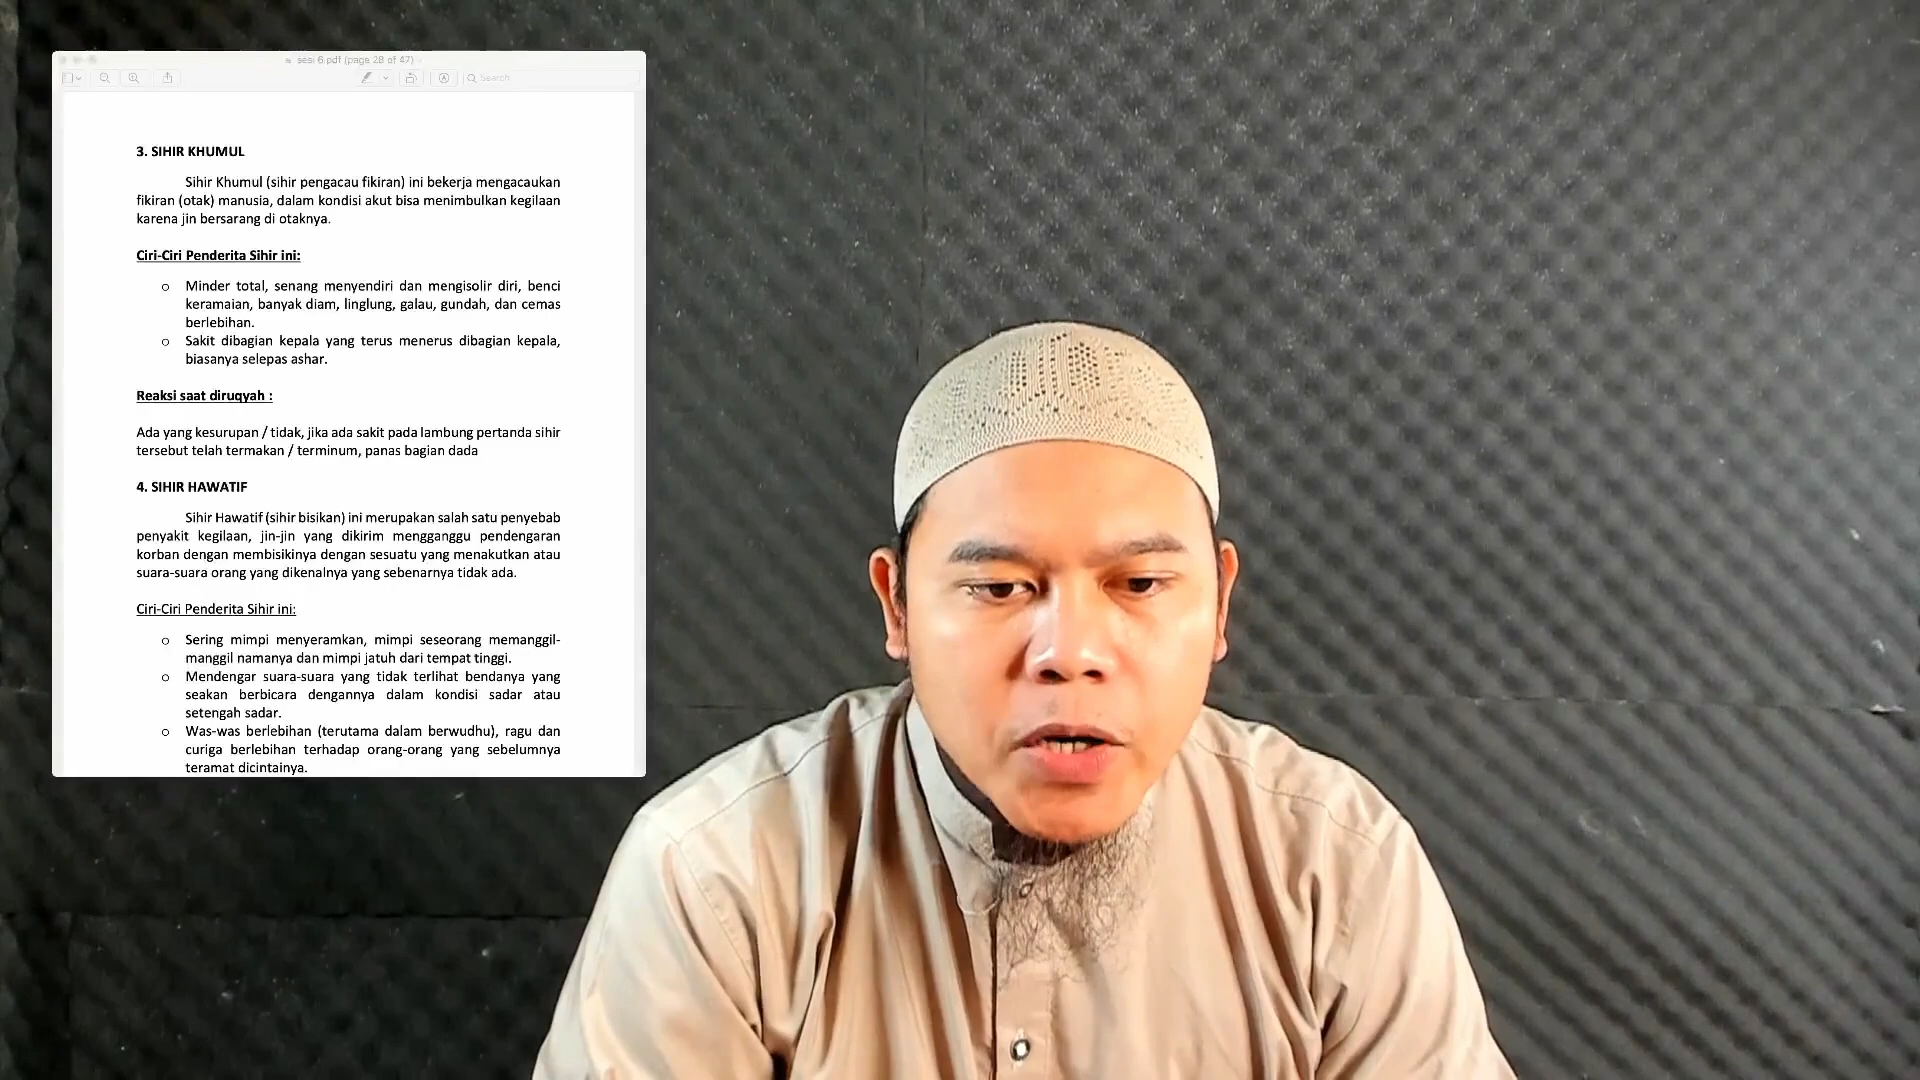 sesi 6.pdf (page 28 of 47)
Search
3. SIHIR KHUMUL
Sihir Khumul (sihir pengacau fikiran) ini bekerja mengacaukan
fikiran (otak) manusia, dalam kondisi akut bisa menimbulkan kegilaan
karena jin bersarang di otaknya.
Ciri-Ciri Penderita Sihir ini:
o Minder total, senang menyendiri dan mengisolir diri, benci
keramaian, banyak diam, linglung, galau, gundah, dan cemas
berlebihan.
o Sakit dibagian kepala yang terus menerus dibagian kepala,
biasanya selepas ashar.
Reaksi saat diruqyah :
Ada yang kesurupan / tidak, jika ada sakit pada lambung pertanda sihir
tersebut telah termakan / terminum, panas bagian dada
4. SIHIR HAWATIF
Sihir Hawatif (sihir bisikan) ini merupakan salah satu penyebab
penyakit kegilaan, jin-jin yang dikirim mengganggu pendengaran
korban dengan membisikinya dengan sesuatu yang menakutkan atau
suara-suara orang yang dikenalnya yang sebenarnya tidak ada.
Ciri-Ciri Penderita Sihir ini:
o Sering mimpi menyeramkan, mimpi seseorang memanggil-
manggil namanya dan mimpi jatuh dari tempat tinggi.
o Mendengar suara-suara yang tidak terlihat bendanya yang
seakan berbicara dengannya dalam kondisi sadar atau
setengah sadar.
o Was-was berlebihan (terutama dalam berwudhu), ragu dan
curiga berlebihan terhadap orang-orang yang sebelumnya
teramat dicintainya.